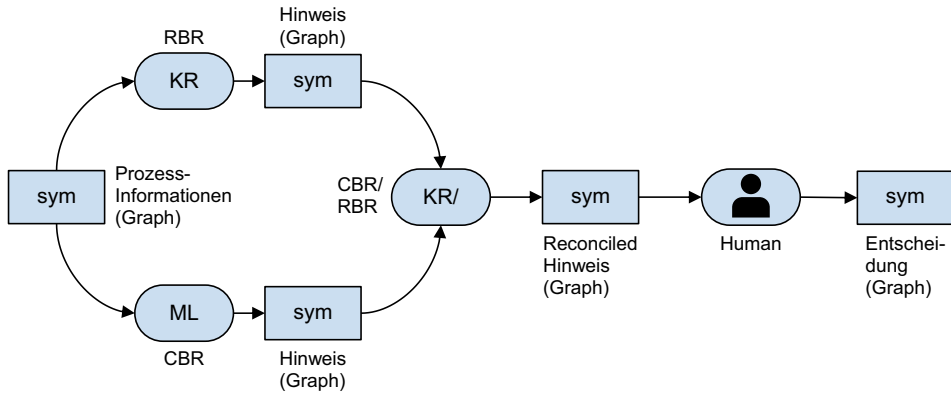 RBR
KR
Hinweis
(Graph)
sym
sym
Prozess-
Informationen
(Graph)
ML
CBR
sym
Hinweis
(Graph)
CBR/
RBR
KR/
sym
Reconciled
Hinweis
(Graph)
Human
sym
Entschei-
dung
(Graph)